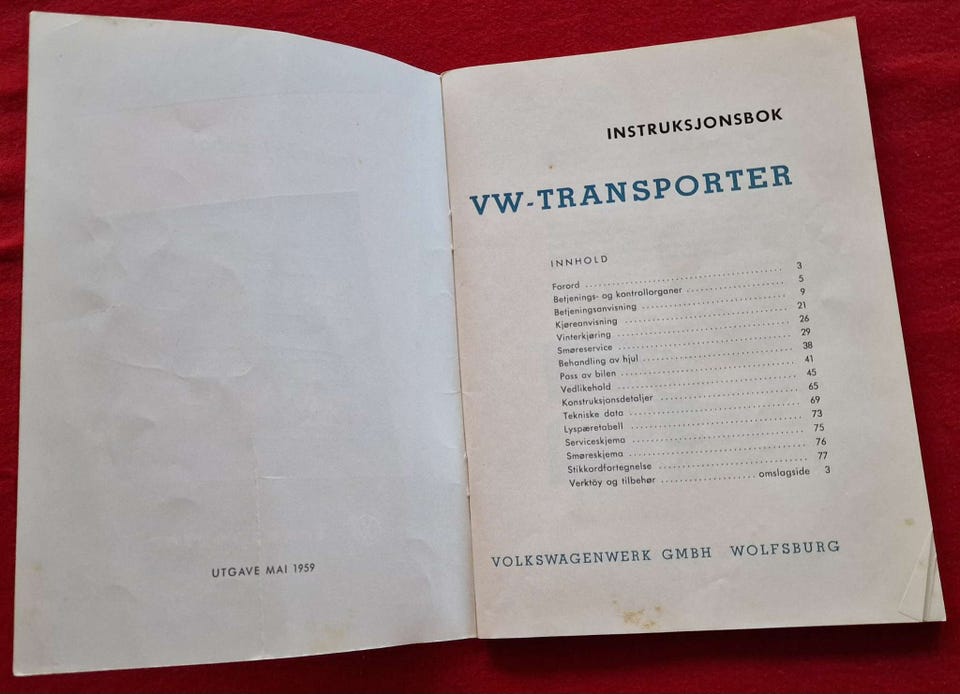 UTGAVE MAI 1959
INSTRUKSJONSBOK
VW-TRANSPORTER
INNHOLD
Forord ........................................ 3
Betjenings- og kontrollorganer .................... 5
Betjeningsanvisning .............................. 9
Kjøreanvisning .................................. 21
Vinterkjøring ................................... 26
Smøreservice .................................... 29
Behandling av hjul ............................... 38
Pass av bilen ................................... 41
Vedlikehold ..................................... 45
Konstruksjonsdetaljer ............................ 65
Tekniske data ................................... 69
Lyspæretabell ................................... 73
Serviceskjema ................................... 75
Smøreskjema .................................... 76
Stikkordfortegnelse .............................. 77
Verktöy og tilbehør .................... omslagside 3
VOLKSWAGENWERK GMBH WOLFSBURG